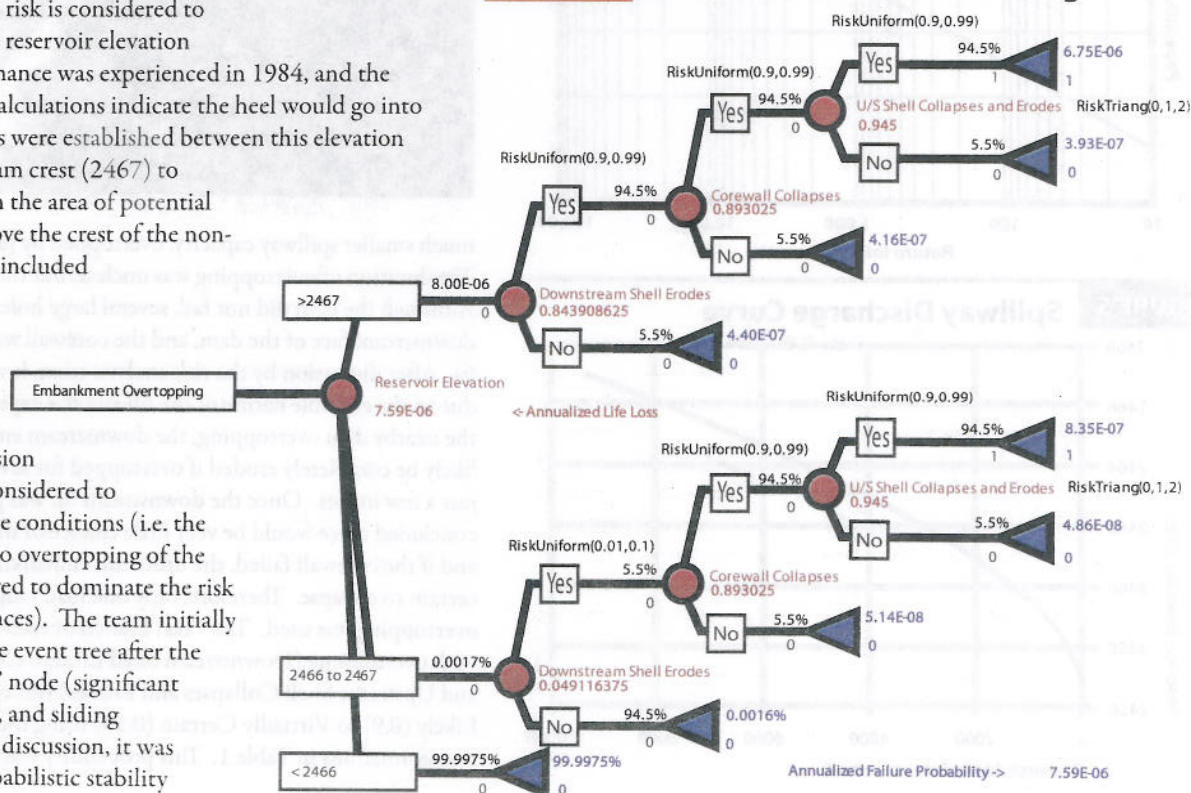 risk is considered to
reservoir elevation
nance was experienced in 1984, and the
alculations indicate the heel would go into
s were established between this elevation
am crest (2467) to
n the area of potential
ove the crest of the non-
included.
sion
onsidered to
e conditions (i.e. the
o overtopping of the
red to dominate the risk
nces). The team initially
e event tree after the
node (significant
, and sliding
discussion, it was
babilistic stability
Embankment Overtopping
Reservoir Elevation
7.59E-06
<- Annualized Life Loss
>2467
8.00E-06
0
Downstream Shell Erodes
0.843908625
RiskUniform(0.9,0.99)
Yes
94.5%
0
No
5.5%
0
4.40E-07
0
Corewall Collapses
0.893025
RiskUniform(0.9,0.99)
Yes
94.5%
0
No
5.5%
0
4.16E-07
0
U/S Shell Collapses and Erodes
0.945
RiskTriang(0,1,2)
RiskUniform(0.9,0.99)
Yes
94.5%
1
6.75E-06
1
No
5.5%
0
3.93E-07
0
2466 to 2467
0.0017%
0
Downstream Shell Erodes
0.049116375
RiskUniform(0.01,0.1)
Yes
5.5%
0
No
94.5%
0
0.0016%
0
Corewall Collapses
0.893025
RiskUniform(0.9,0.99)
Yes
94.5%
0
No
5.5%
0
5.14E-08
0
U/S Shell Collapses and Erodes
0.945
RiskTriang(0,1,2)
RiskUniform(0.9,0.99)
Yes
94.5%
1
8.35E-07
1
No
5.5%
0
4.86E-08
0
< 2466
99.9975%
0
99.9975%
0
Annualized Failure Probability ->
7.59E-06